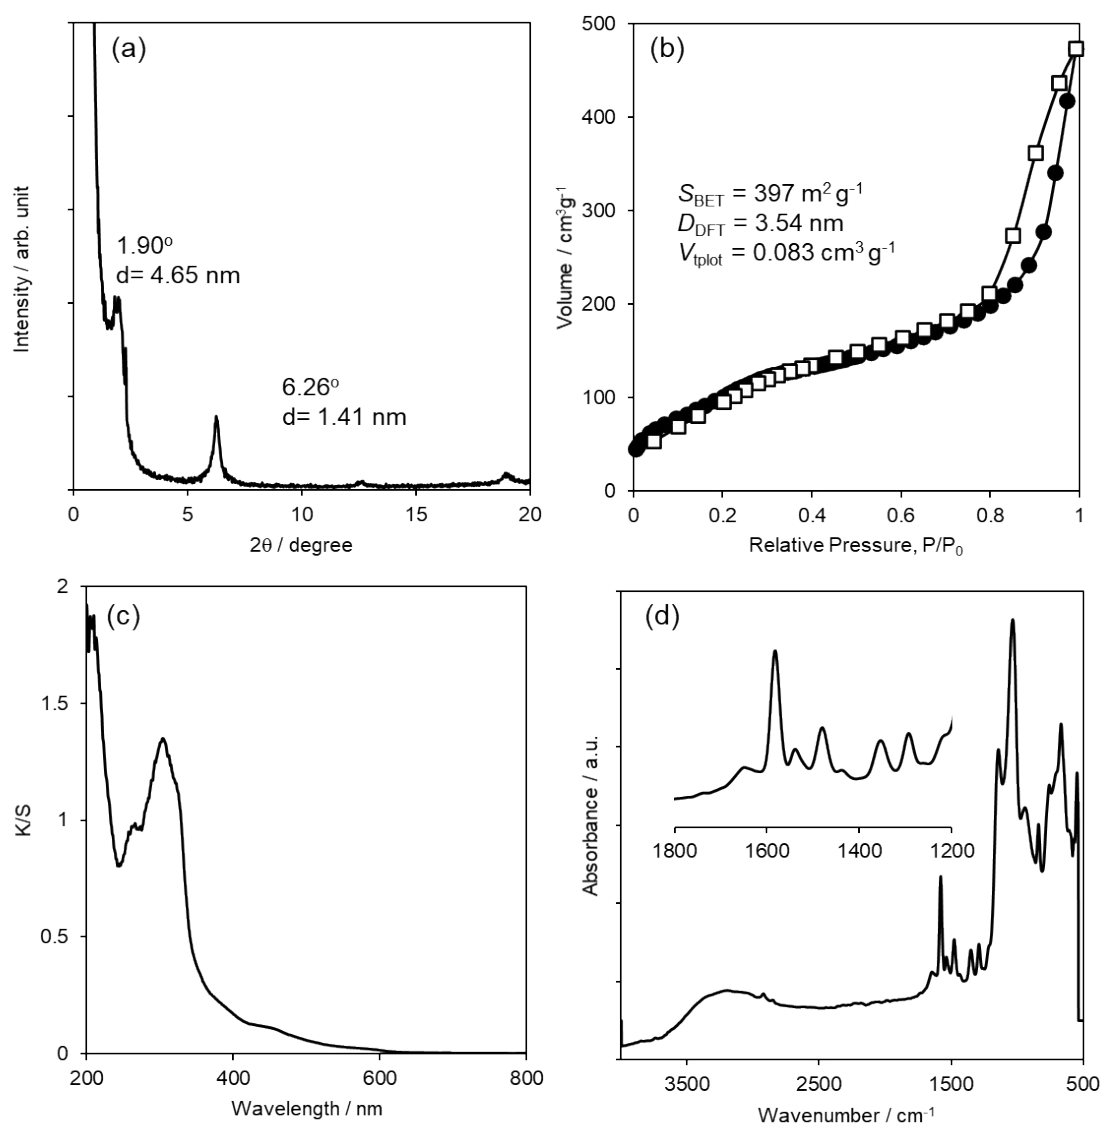 (a)
Intensity / arb. unit
1.90º
d= 4.65 nm
6.26º
d= 1.41 nm
0 5 10 15 20
2θ / degree
(b)
Volume / cm³g⁻¹
500
400
300
200
100
0
S_BET = 397 m² g⁻¹
D_DFT = 3.54 nm
V_tplot = 0.083 cm³ g⁻¹
0 0.2 0.4 0.6 0.8 1
Relative Pressure, P/P₀
(c)
K/S
2
1.5
1
0.5
0
200 400 600 800
Wavelength / nm
(d)
Absorbance / a.u.
1800 1600 1400 1200
3500 2500 1500 500
Wavenumber / cm⁻¹